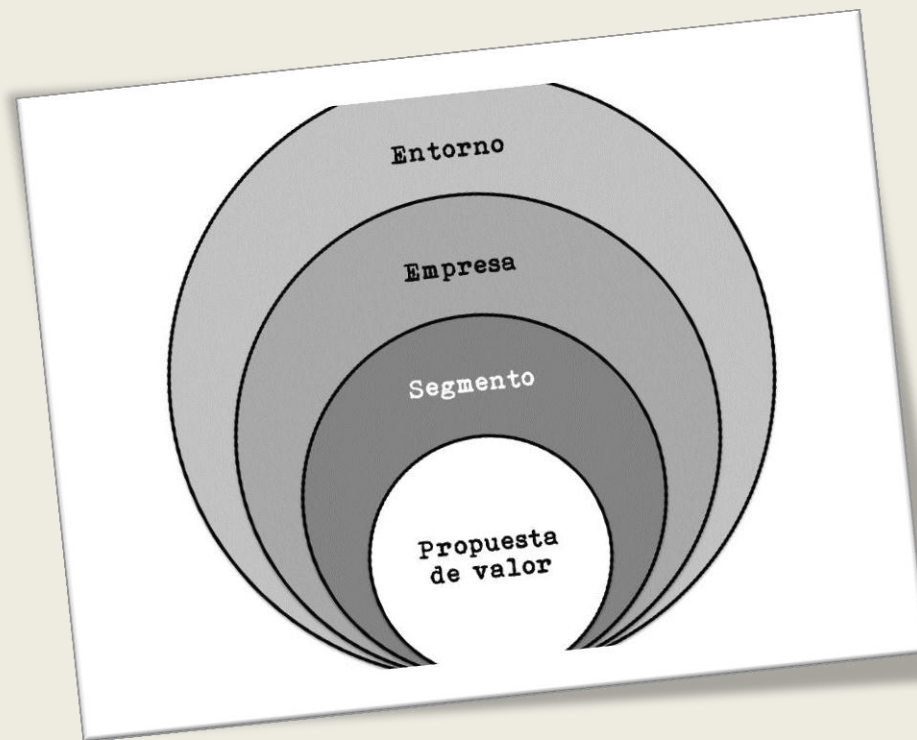 Entorno
Empresa
Segmento
Propuesta
de valor